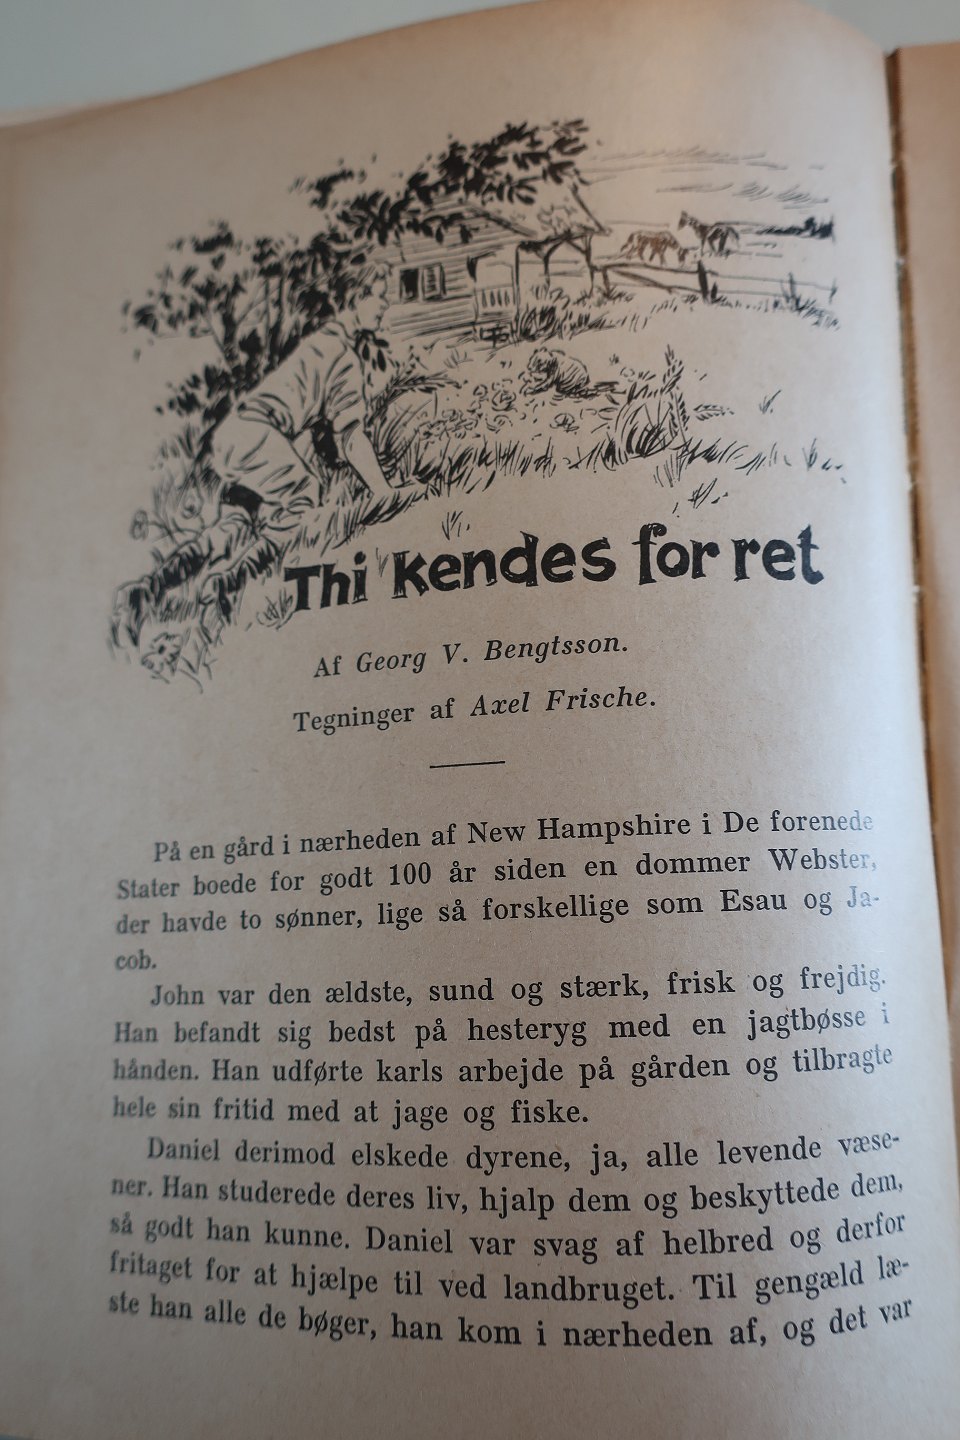 Thi kendes for ret
Af Georg V. Bengtsson.
Tegninger af Axel Frische.
På en gård i nærheden af New Hampshire i De forenede
Stater boede for godt 100 år siden en dommer Webster,
der havde to sønner, lige så forskellige som Esau og Ja-
cob.
John var den ældste, sund og stærk, frisk og frejdig.
Han befandt sig bedst på hesteryg med en jagtbøsse i
hånden. Han udførte karls arbejde på gården og tilbragte
hele sin fritid med at jage og fiske.
Daniel derimod elskede dyrene, ja, alle levende væse-
ner. Han studerede deres liv, hjalp dem og beskyttede dem,
så godt han kunne. Daniel var svag af helbred og derfor
fritaget for at hjælpe til ved landbruget. Til gengæld læ-
ste han alle de bøger, han kom i nærheden af, og det var